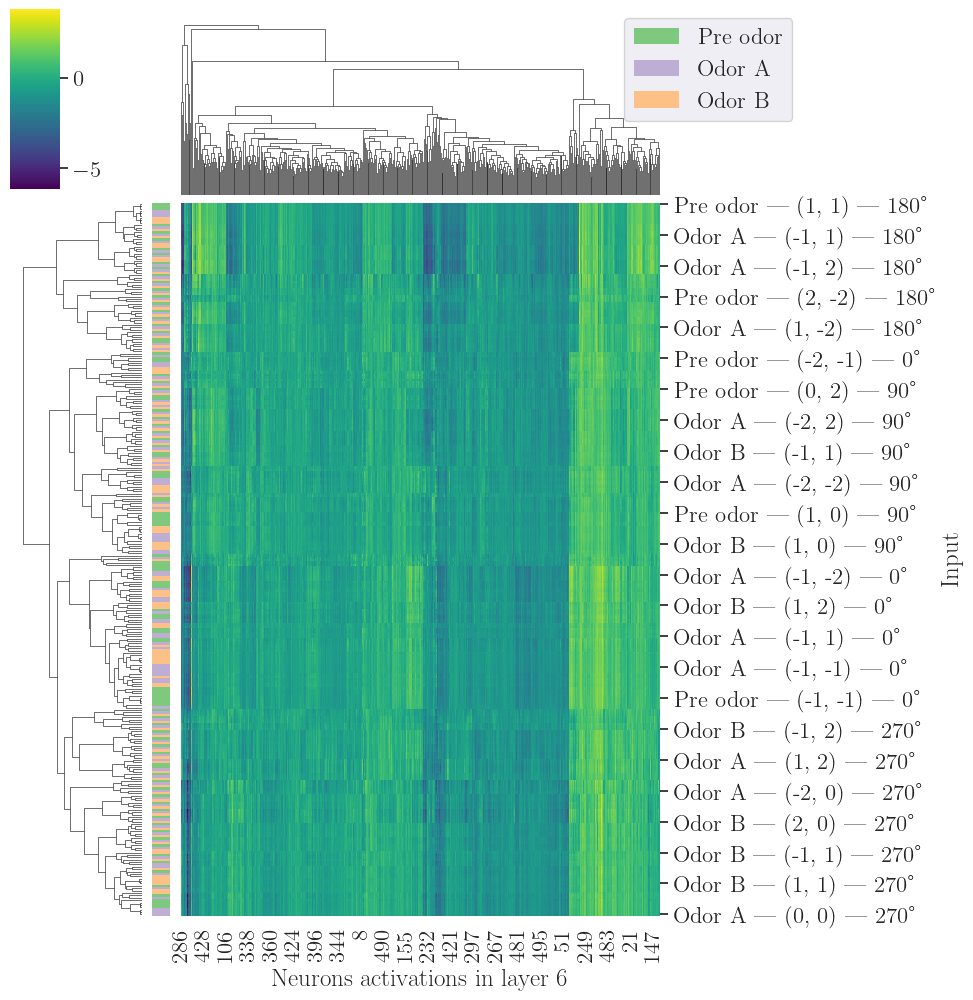 0
−5
Pre odor
Odor A
Odor B
Pre odor — (1, 1) — 180°
Odor A — (-1, 1) — 180°
Odor A — (-1, 2) — 180°
Pre odor — (2, -2) — 180°
Odor A — (1, -2) — 180°
Pre odor — (-2, -1) — 0°
Pre odor — (0, 2) — 90°
Odor A — (-2, 2) — 90°
Odor B — (-1, 1) — 90°
Odor A — (-2, -2) — 90°
Pre odor — (1, 0) — 90°
Odor B — (1, 0) — 90°
Odor A — (-1, -2) — 0°
Odor B — (1, 2) — 0°
Odor A — (-1, 1) — 0°
Odor A — (-1, -1) — 0°
Pre odor — (-1, -1) — 0°
Odor B — (-1, 2) — 270°
Odor A — (1, 2) — 270°
Odor A — (-2, 0) — 270°
Odor B — (2, 0) — 270°
Odor B — (-1, 1) — 270°
Odor B — (1, 1) — 270°
Odor A — (0, 0) — 270°
Input
286 428 106 338 360 424 396 344 8 490 155 232 421 297 267 481 495 51 249 483 21 147
Neurons activations in layer 6